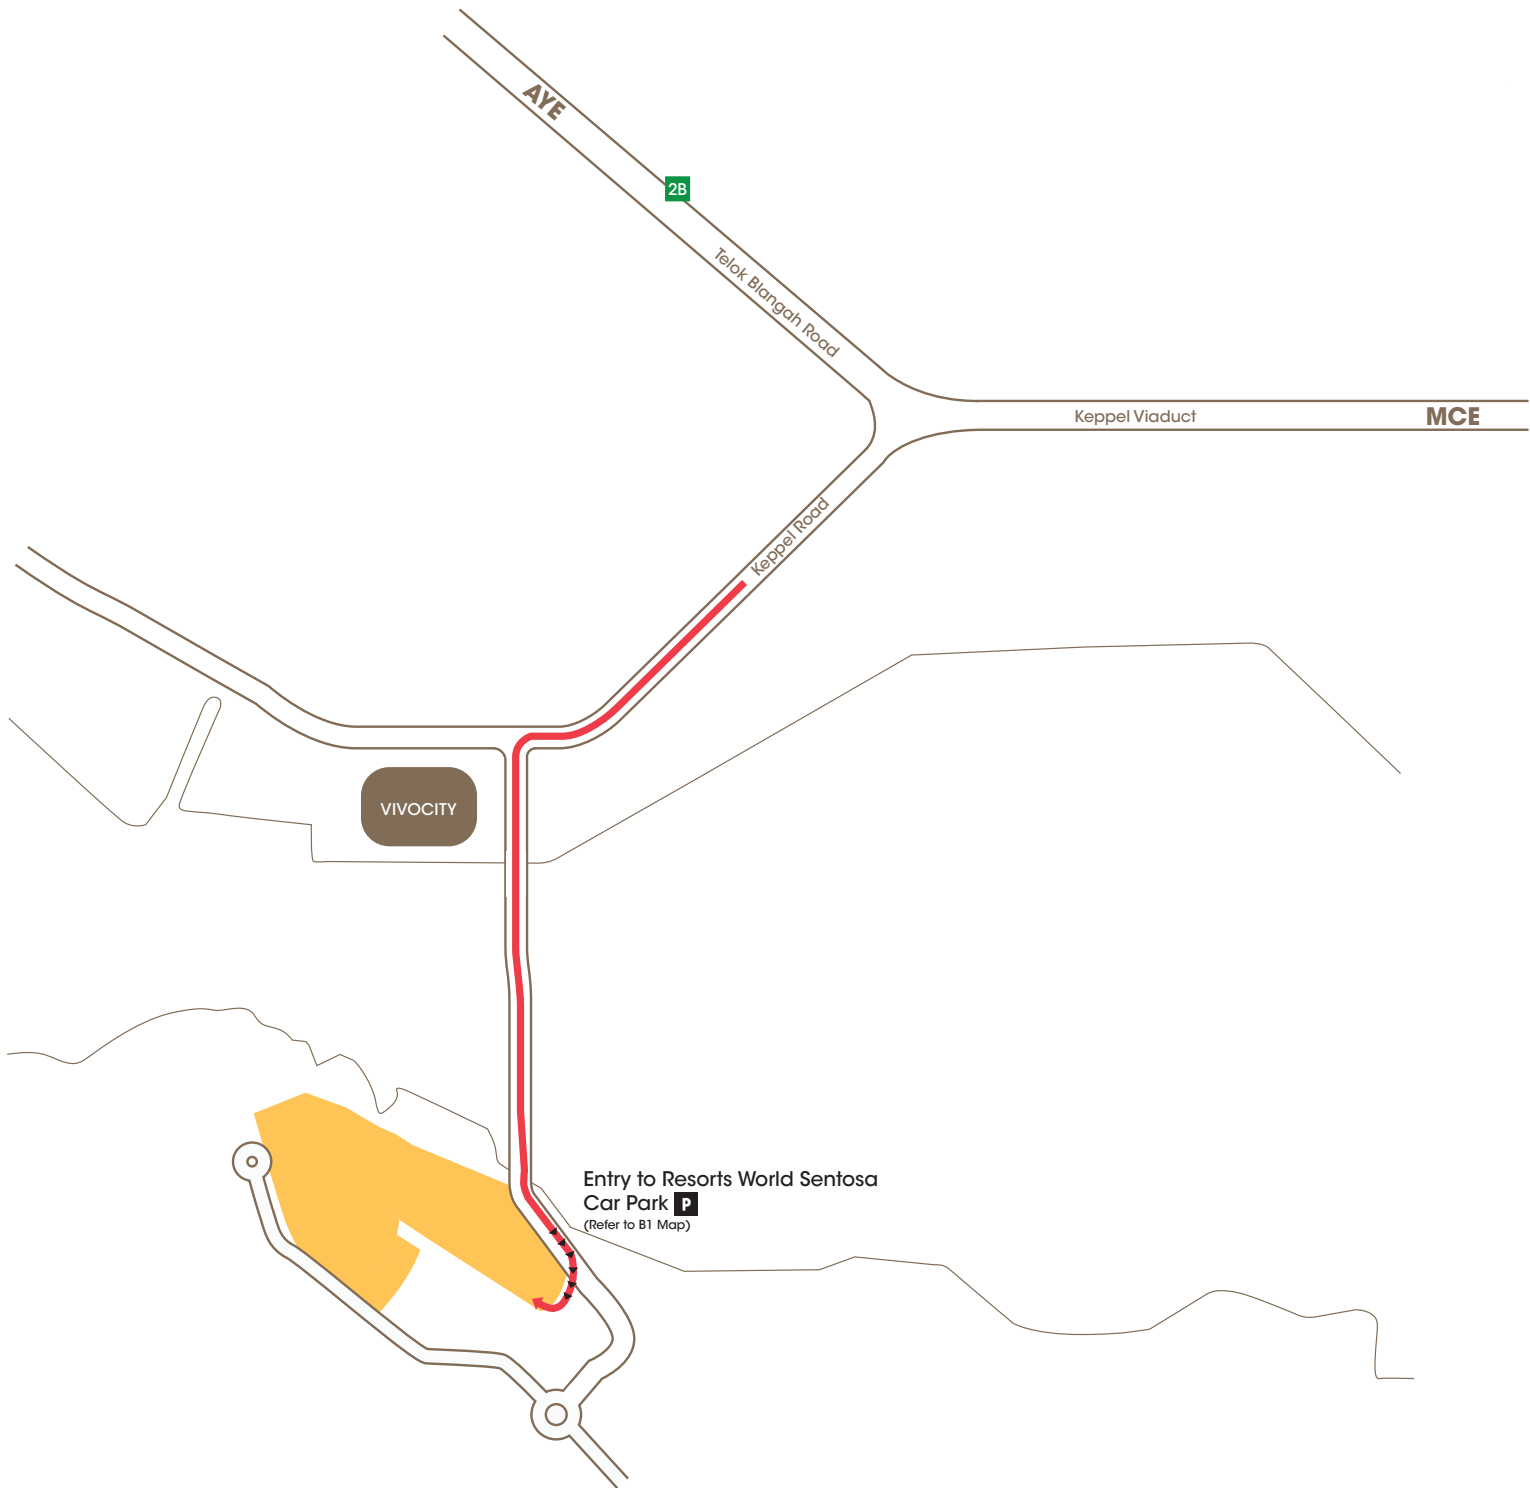 AYE
2B
Telok Blangah Road
Keppel Viaduct
MCE
Keppel Road
VIVOCITY
Entry to Resorts World Sentosa
Car Park P
(Refer to B1 Map)